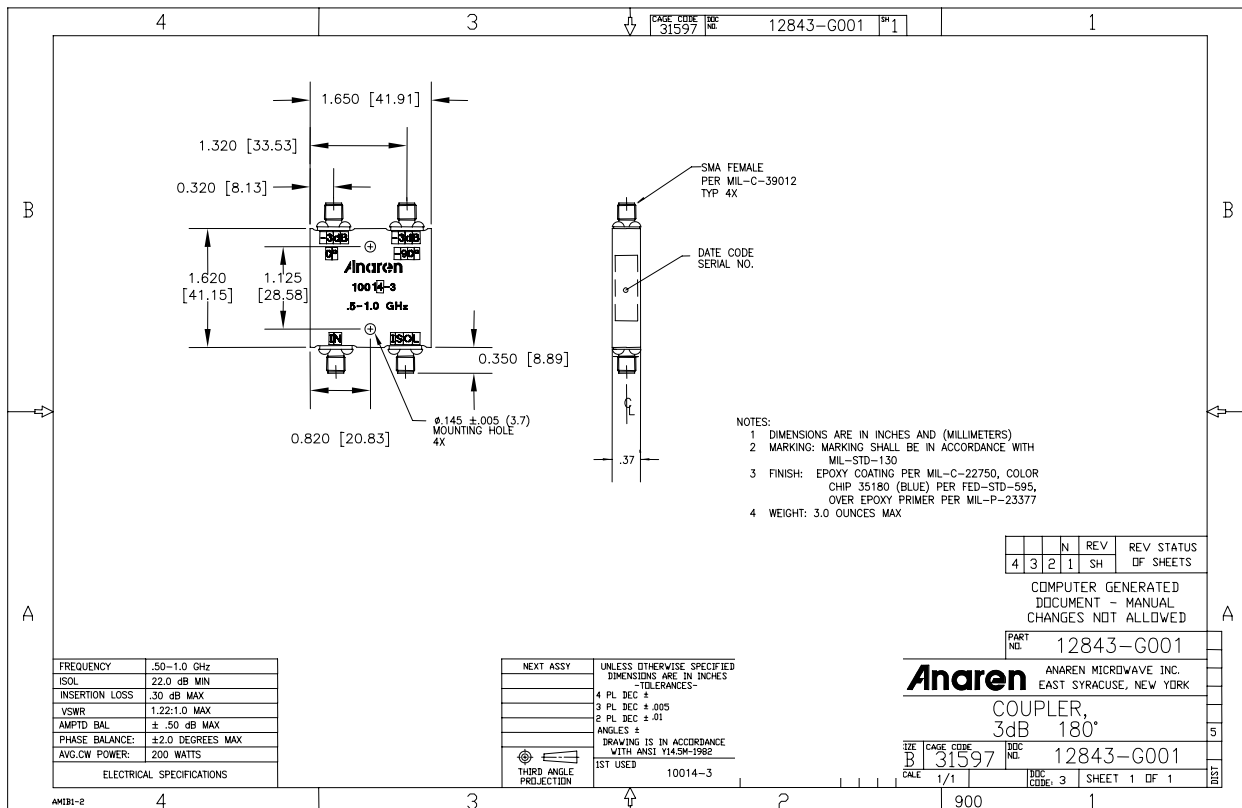 4
3
CAGE CODE
31597
DOC
NO.
12843-G001
SH
1
1
1.650 [41.91]
1.320 [33.53]
0.320 [8.13]
SMA FEMALE
PER MIL-C-39012
TYP 4X
B
B
-3dB
-3dB
0°
-90°
DATE CODE
SERIAL NO.
Anaren
10014-3
.5-1.0 GHz
1.620
[41.15]
1.125
[28.58]
IN
ISOL
0.350 [8.89]
0.820 [20.83]
ø.145 ±.005 (3.7)
MOUNTING HOLE
4X
CL
.37
NOTES:
1 DIMENSIONS ARE IN INCHES AND (MILLIMETERS)
2 MARKING: MARKING SHALL BE IN ACCORDANCE WITH
MIL-STD-130
3 FINISH: EPOXY COATING PER MIL-C-22750, COLOR
CHIP 35180 (BLUE) PER FED-STD-595,
OVER EPOXY PRIMER PER MIL-P-23377
4 WEIGHT: 3.0 OUNCES MAX
N REV REV STATUS
4 3 2 1 SH OF SHEETS
COMPUTER GENERATED
DOCUMENT - MANUAL
CHANGES NOT ALLOWED
A
A
PART
NO.
12843-G001
FREQUENCY .50-1.0 GHz
ISOL 22.0 dB MIN
INSERTION LOSS .30 dB MAX
VSWR 1.22:1.0 MAX
AMPTD BAL ± .50 dB MAX
PHASE BALANCE: ±2.0 DEGREES MAX
AVG.CW POWER: 200 WATTS
ELECTRICAL SPECIFICATIONS
NEXT ASSY
THIRD ANGLE
PROJECTION
UNLESS OTHERWISE SPECIFIED
DIMENSIONS ARE IN INCHES
-TOLERANCES-
4 PL DEC ±
3 PL DEC ±.005
2 PL DEC ±.01
ANGLES ±
DRAWING IS IN ACCORDANCE
WITH ANSI Y14.5M-1982
1ST USED
10014-3
Anaren
ANAREN MICROWAVE INC.
EAST SYRACUSE, NEW YORK
COUPLER,
3dB 180°
IZE
B
CAGE CODE
31597
DOC
NO.
12843-G001
CALE 1/1
DOC
CODE: 3
SHEET 1 OF 1
5
DIST
AMIB1-2
4
3
900
1